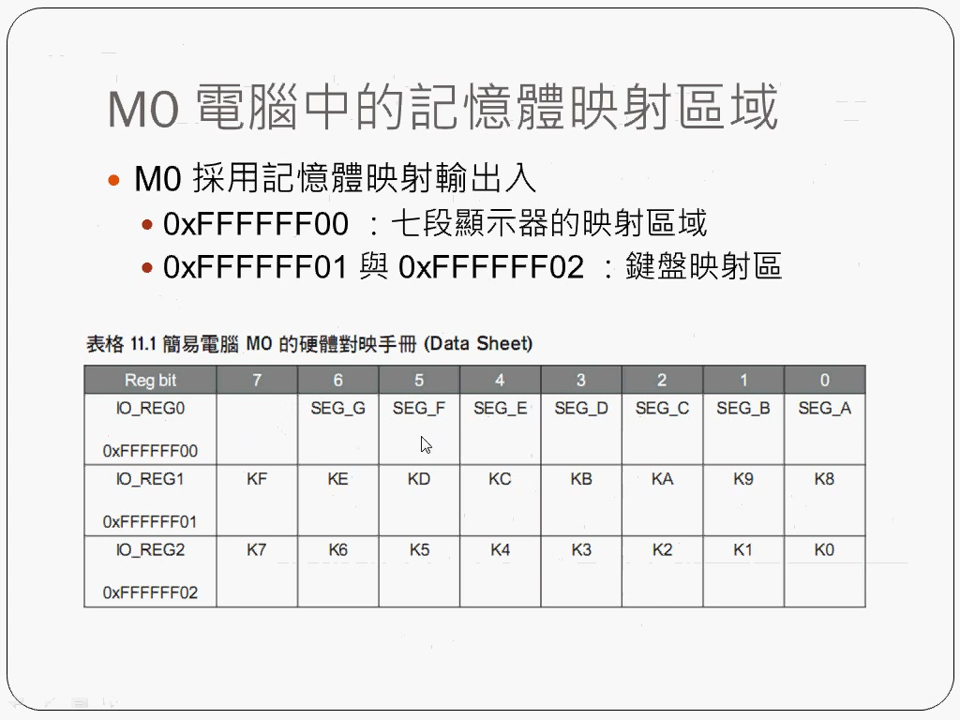 M0 電腦中的記憶體映射區域
M0 採用記憶體映射輸出入
0xFFFFFF00 ：七段顯示器的映射區域
0xFFFFFF01 與 0xFFFFFF02 ：鍵盤映射區
表格 11.1 簡易電腦 M0 的硬體對映手冊 (Data Sheet)
Reg bit 7 6 5 4 3 2 1 0
IO_REG0 SEG_G SEG_F SEG_E SEG_D SEG_C SEG_B SEG_A
0xFFFFFF00
IO_REG1 KF KE KD KC KB KA K9 K8
0xFFFFFF01
IO_REG2 K7 K6 K5 K4 K3 K2 K1 K0
0xFFFFFF02